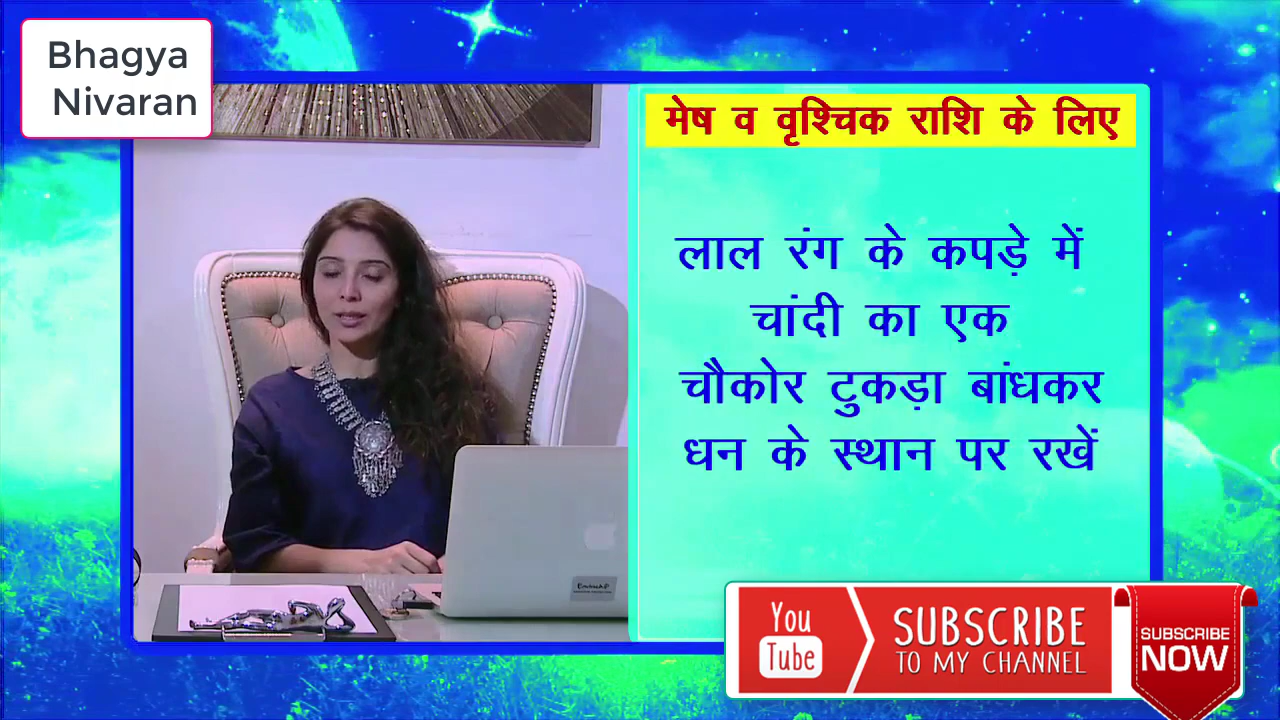 Bhagya
Nivaran
मेष व वृश्चिक राशि के लिए
लाल रंग के कपड़े में
चांदी का एक
चौकोर टुकड़ा बांधकर
धन के स्थान पर रखें
You
Tube
SUBSCRIBE
TO MY CHANNEL
SUBSCRIBE
NOW